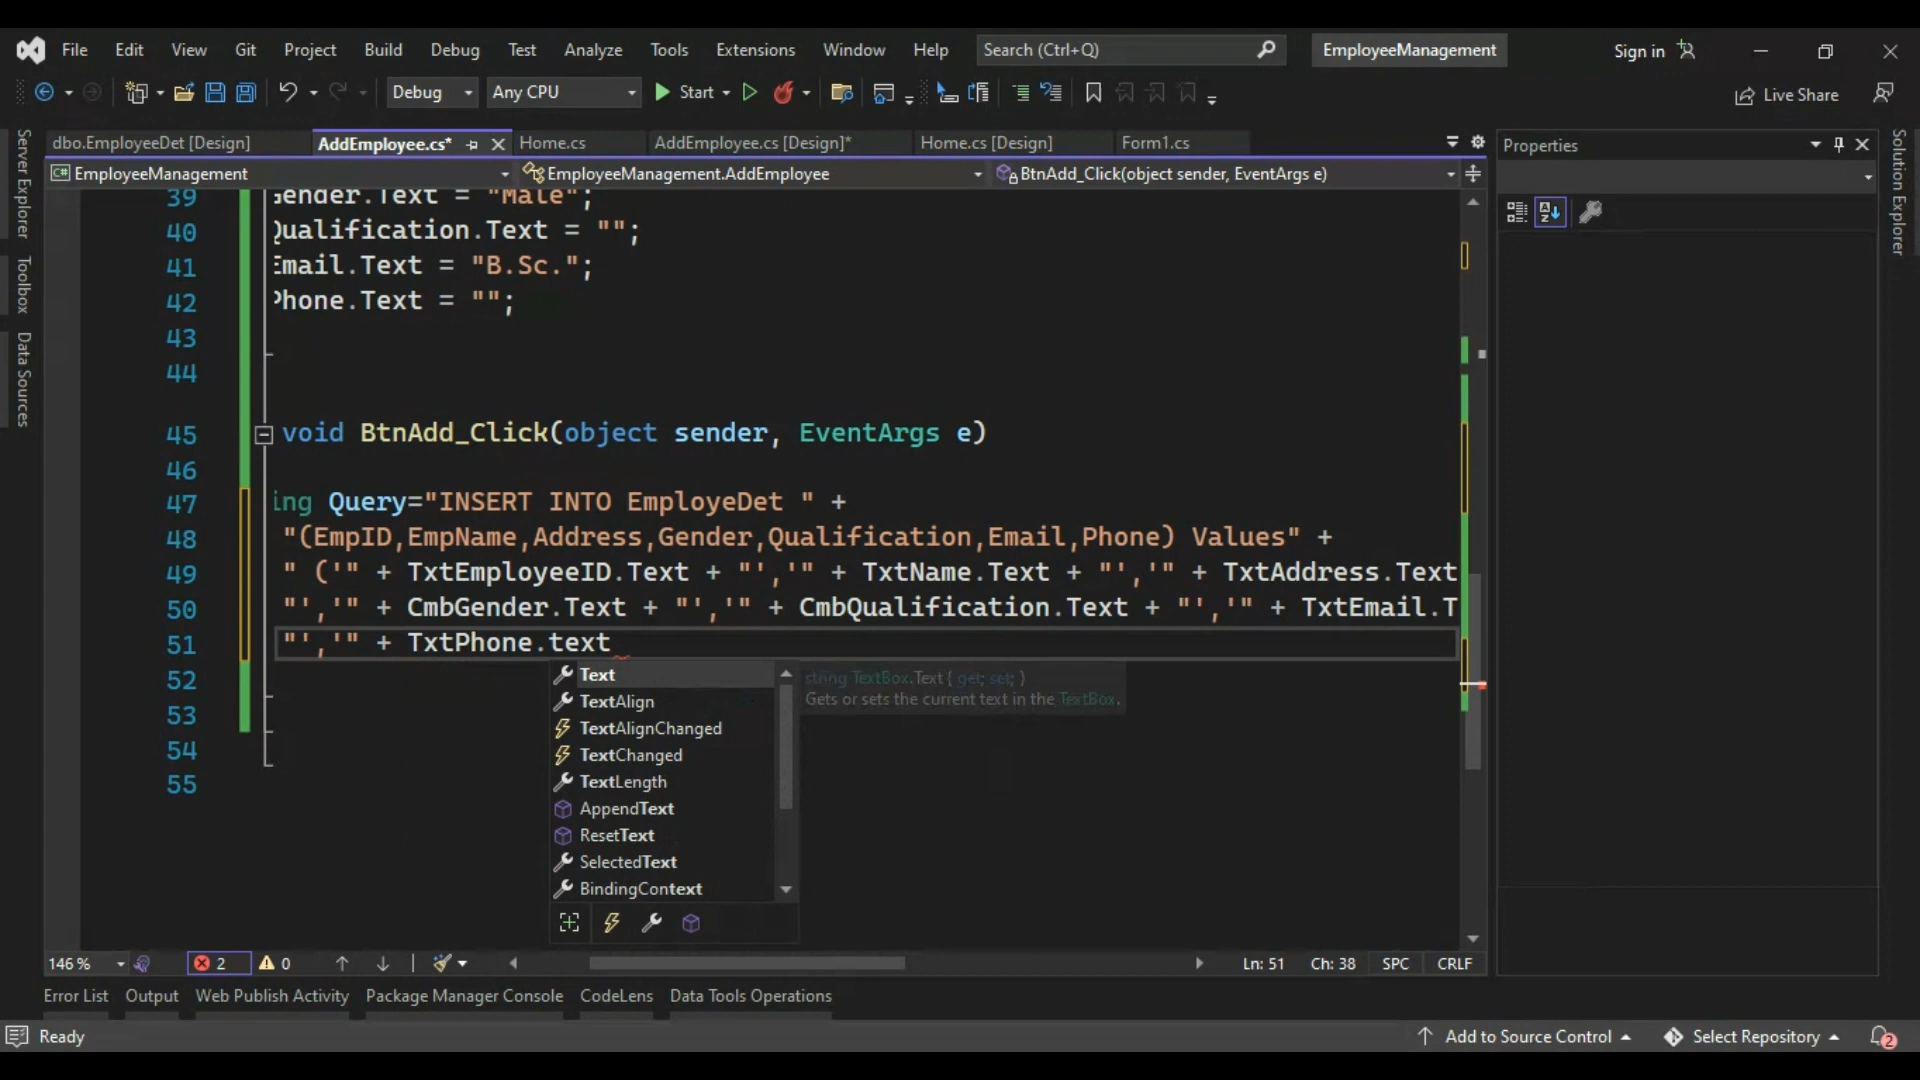 File Edit View Git Project Build Debug Test Analyze Tools Extensions Window Help Search (Ctrl+Q) EmployeeManagement Sign in
Debug Any CPU Start Live Share
dbo.EmployeeDet [Design] AddEmployee.cs* Home.cs AddEmployee.cs [Design]* Home.cs [Design] Form1.cs
EmployeeManagement EmployeeManagement.AddEmployee BtnAdd_Click(object sender, EventArgs e)
Properties
Server Explorer
Toolbox
Data Sources
Solution Explorer
39 Gender.Text = "Male";
40 Qualification.Text = "";
41 Email.Text = "B.Sc.";
42 Phone.Text = "";
43
44
45 void BtnAdd_Click(object sender, EventArgs e)
46
47 ing Query="INSERT INTO EmployeDet " +
48 "(EmpID,EmpName,Address,Gender,Qualification,Email,Phone) Values" +
49 " ('" + TxtEmployeeID.Text + "','" + TxtName.Text + "','" + TxtAddress.Text
50 "','" + CmbGender.Text + "','" + CmbQualification.Text + "','" + TxtEmail.T
51 "','" + TxtPhone.text
52
53
54
55
Text
TextAlign
TextAlignChanged
TextChanged
TextLength
AppendText
ResetText
SelectedText
BindingContext
string TextBox.Text { get; set; }
Gets or sets the current text in the TextBox.
146 % 2 0 Ln: 51 Ch: 38 SPC CRLF
Error List Output Web Publish Activity Package Manager Console CodeLens Data Tools Operations
Ready Add to Source Control Select Repository 2